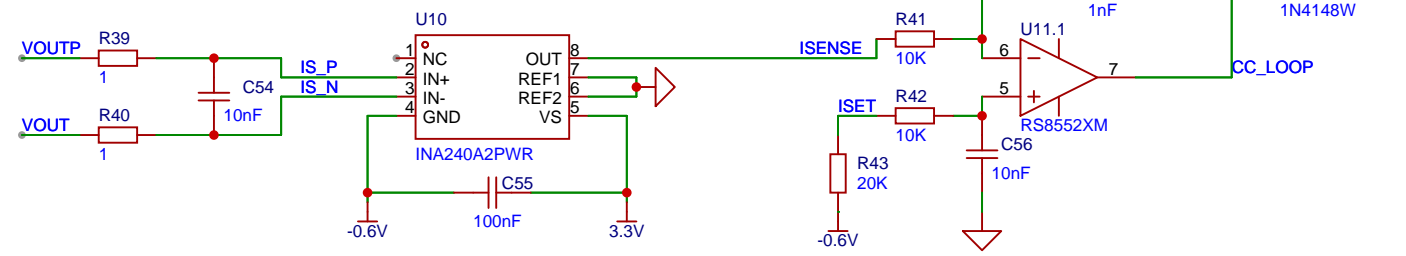 1nF
1N4148W
U10
R41
U11.1
R39
VOUTP
1
ISENSE
10K
6
7
CC_LOOP
1
NC
2
IN+
3
IN-
4
GND
OUT
8
REF1
7
REF2
6
VS
5
IS_P
IS_N
C54
10nF
R40
VOUT
1
INA240A2PWR
ISET
R42
10K
5
RS8552XM
C56
10nF
R43
20K
C55
100nF
-0.6V
3.3V
-0.6V